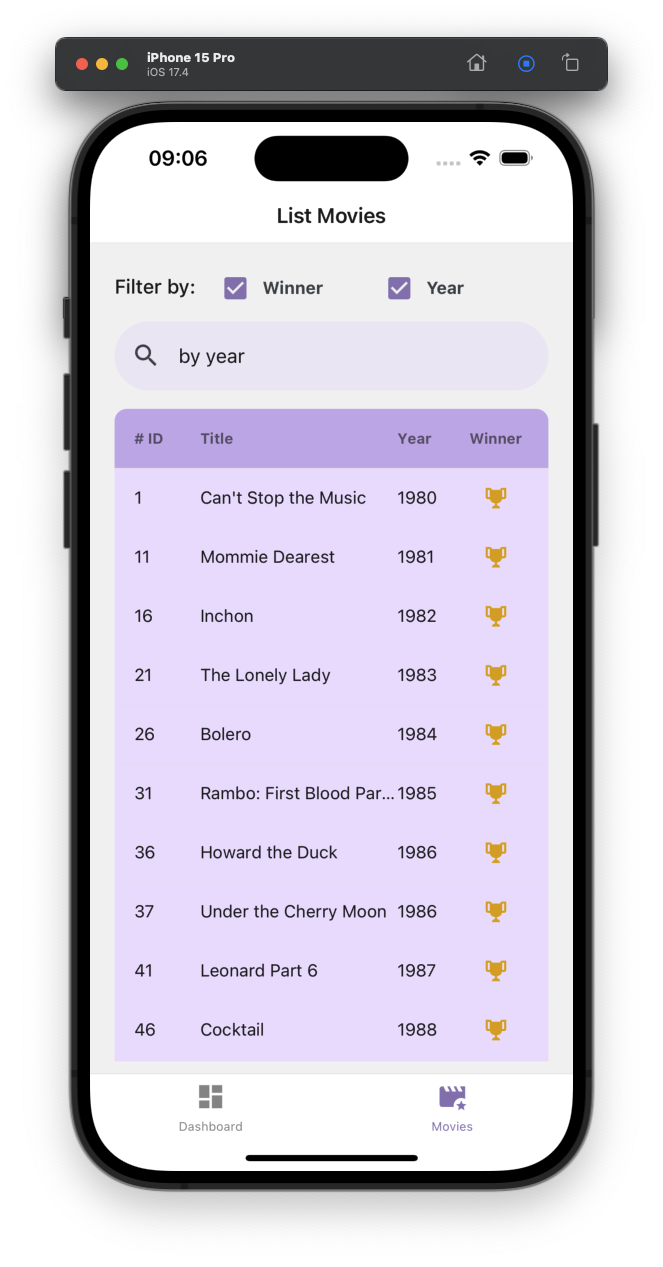 iPhone 15 Pro
iOS 17.4
09:06
List Movies
Filter by: Winner Year
by year
# ID Title Year Winner
1 Can't Stop the Music 1980
11 Mommie Dearest 1981
16 Inchon 1982
21 The Lonely Lady 1983
26 Bolero 1984
31 Rambo: First Blood Par... 1985
36 Howard the Duck 1986
37 Under the Cherry Moon 1986
41 Leonard Part 6 1987
46 Cocktail 1988
Dashboard Movies